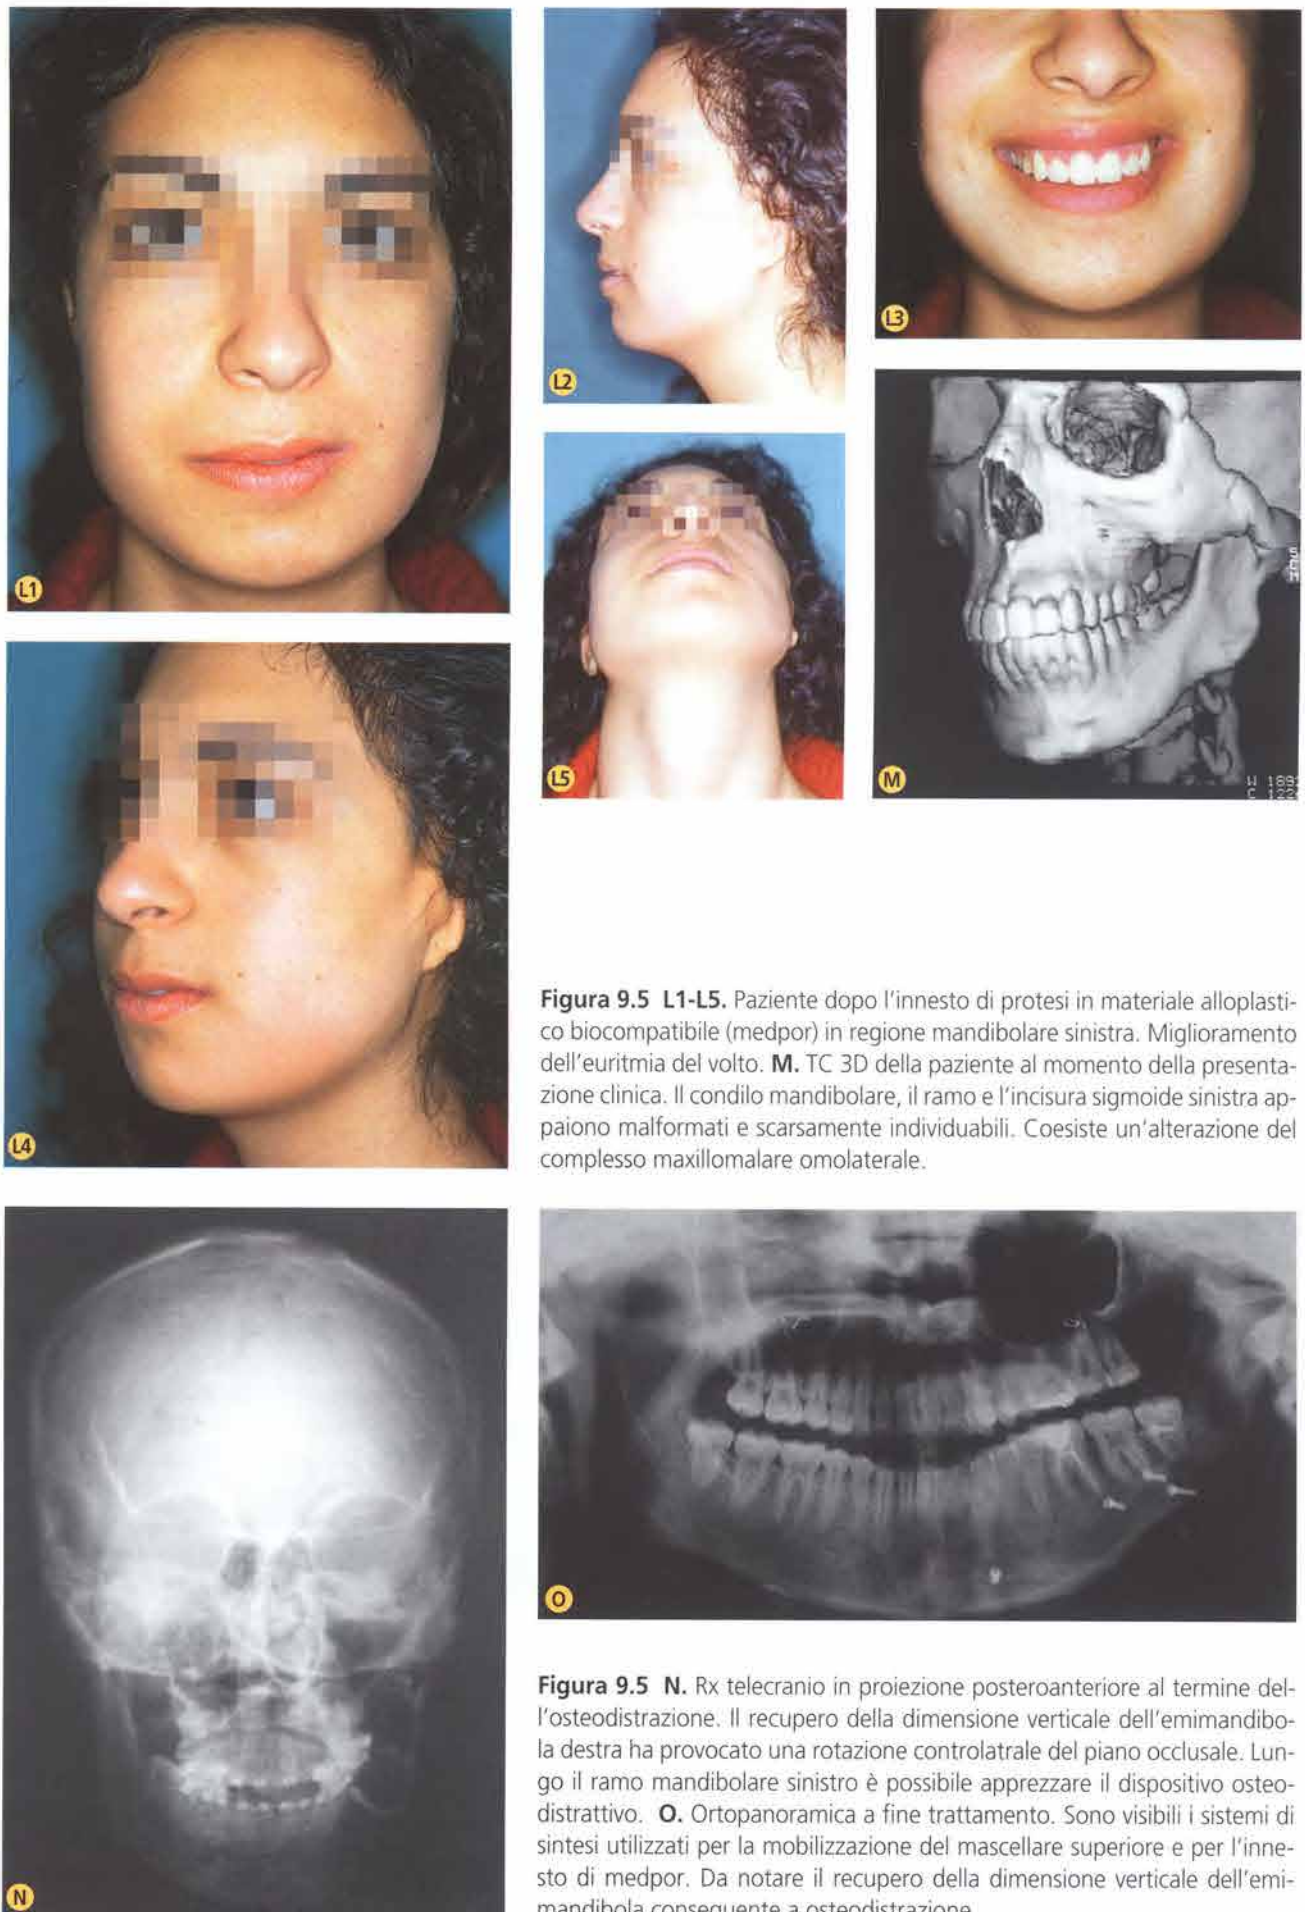 L1
L2
L3
L4
L5
M
W 189
C 122
Figura 9.5 L1-L5. Paziente dopo l'innesto di protesi in materiale alloplasti-
co biocompatibile (medpor) in regione mandibolare sinistra. Miglioramento
dell'euritmia del volto. M. TC 3D della paziente al momento della presenta-
zione clinica. Il condilo mandibolare, il ramo e l'incisura sigmoide sinistra ap-
paiono malformati e scarsamente individuabili. Coesiste un'alterazione del
complesso maxillomalare omolaterale.
N
O
Figura 9.5 N. Rx telecranio in proiezione posteroanteriore al termine del-
l'osteodistrazione. Il recupero della dimensione verticale dell'emimandibo-
la destra ha provocato una rotazione controlatrale del piano occlusale. Lun-
go il ramo mandibolare sinistro è possibile apprezzare il dispositivo osteo-
distrattivo. O. Ortopanoramica a fine trattamento. Sono visibili i sistemi di
sintesi utilizzati per la mobilizzazione del mascellare superiore e per l'inne-
sto di medpor. Da notare il recupero della dimensione verticale dell'emi-
mandibola conseguente a osteodistrazione